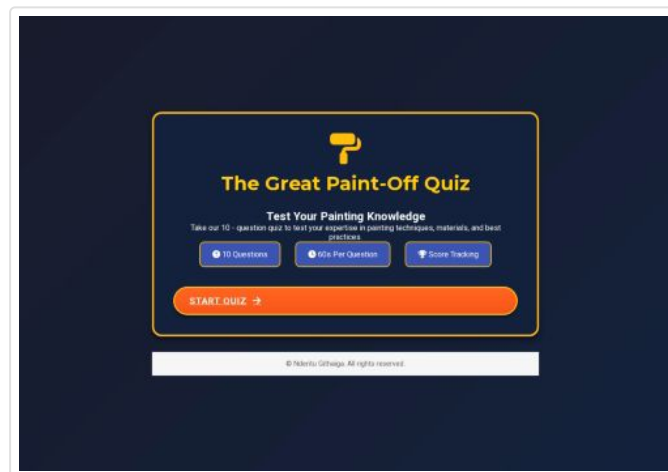 The Great Paint-Off Quiz
Test Your Painting Knowledge
Take our 10 - question quiz to test your expertise in painting techniques, materials, and best
practices.
10 Questions
60s Per Question
Score Tracking
START QUIZ
© Nderitu Githaiga. All rights reserved.